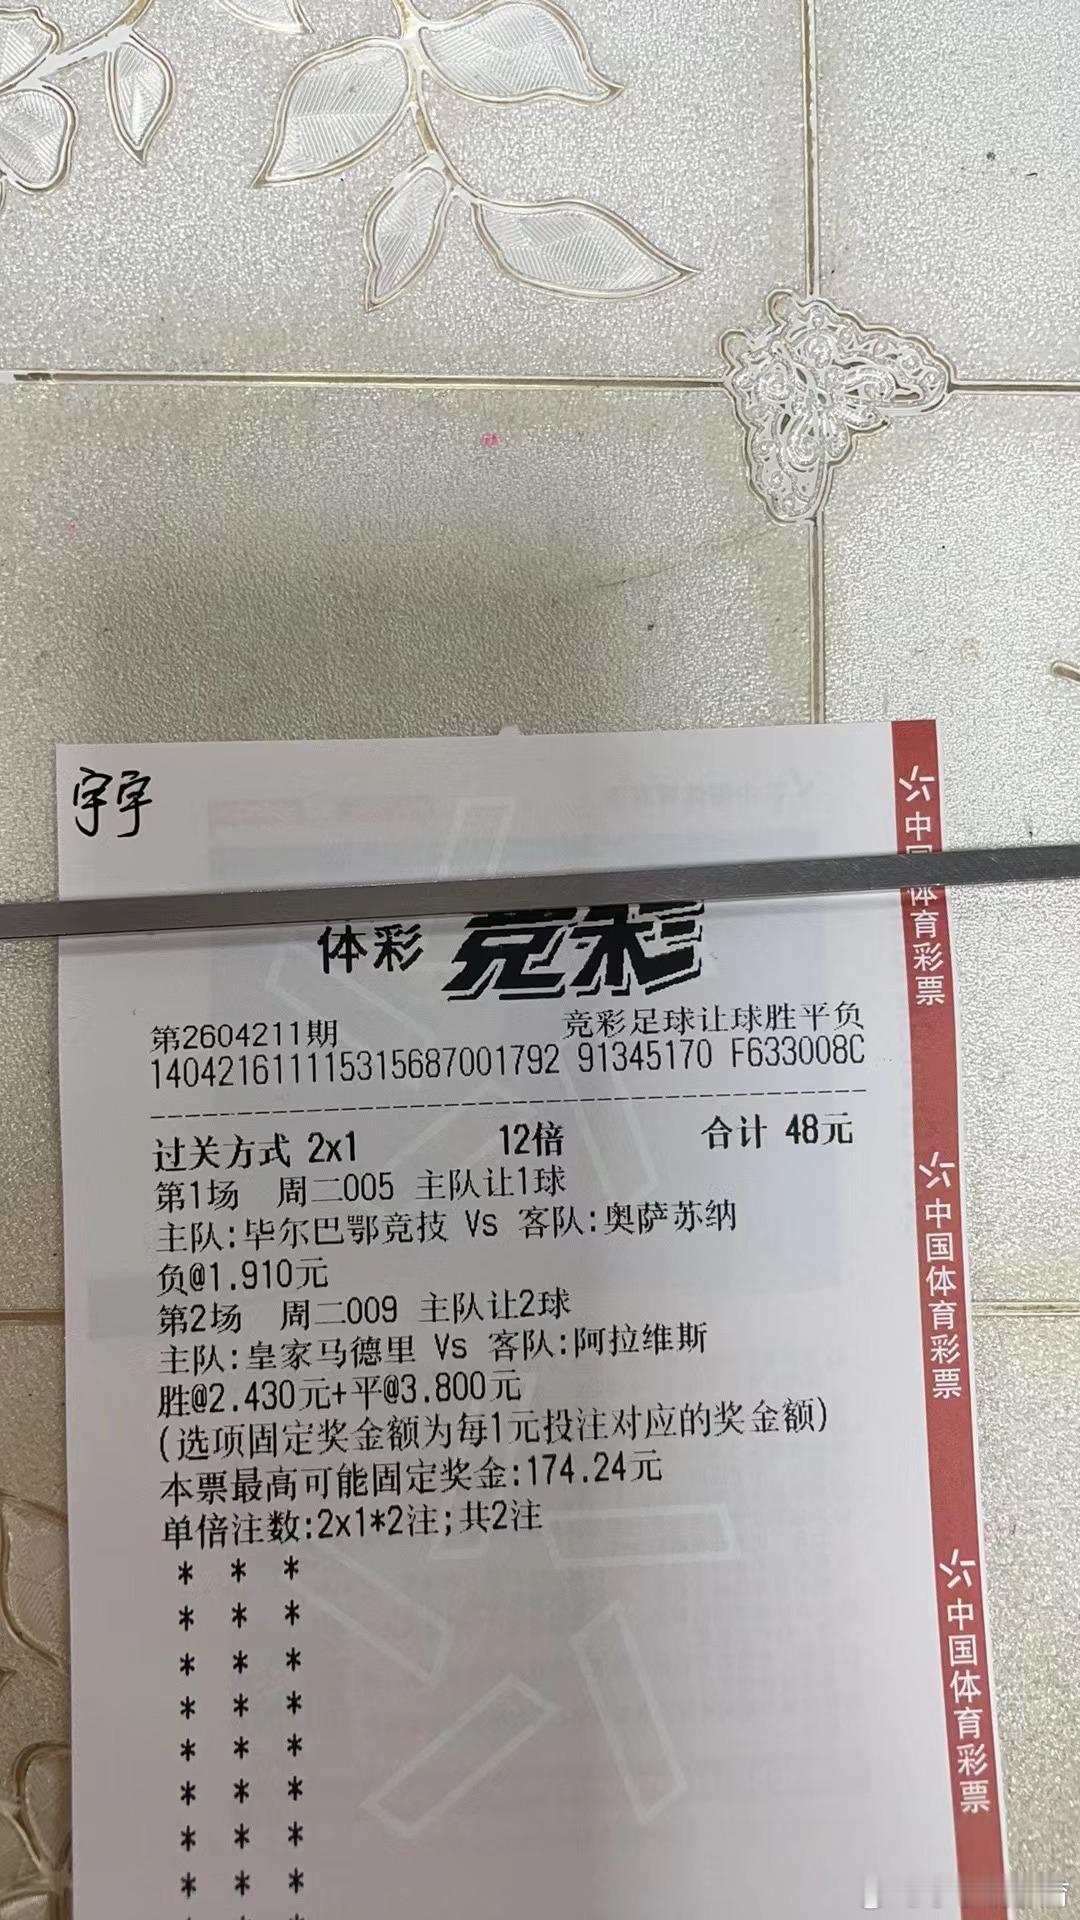 宇宇
体彩 竞彩
第2604211期 竞彩足球让球胜平负
140421611115315687001792 91345170 F633008C
过关方式 2x1 12倍 合计 48元
第1场 周二005 主队让1球
主队:毕尔巴鄂竞技 Vs 客队:奥萨苏纳
负@1.910元
第2场 周二009 主队让2球
主队:皇家马德里 Vs 客队:阿拉维斯
胜@2.430元+平@3.800元
(选项固定奖金额为每1元投注对应的奖金额)
本票最高可能固定奖金:174.24元
单倍注数:2x1*2注;共2注
* * *
* * *
* * *
* * *
* * *
* * *
* * *
* * *
中国体育彩票
中国体育彩票
中国体育彩票